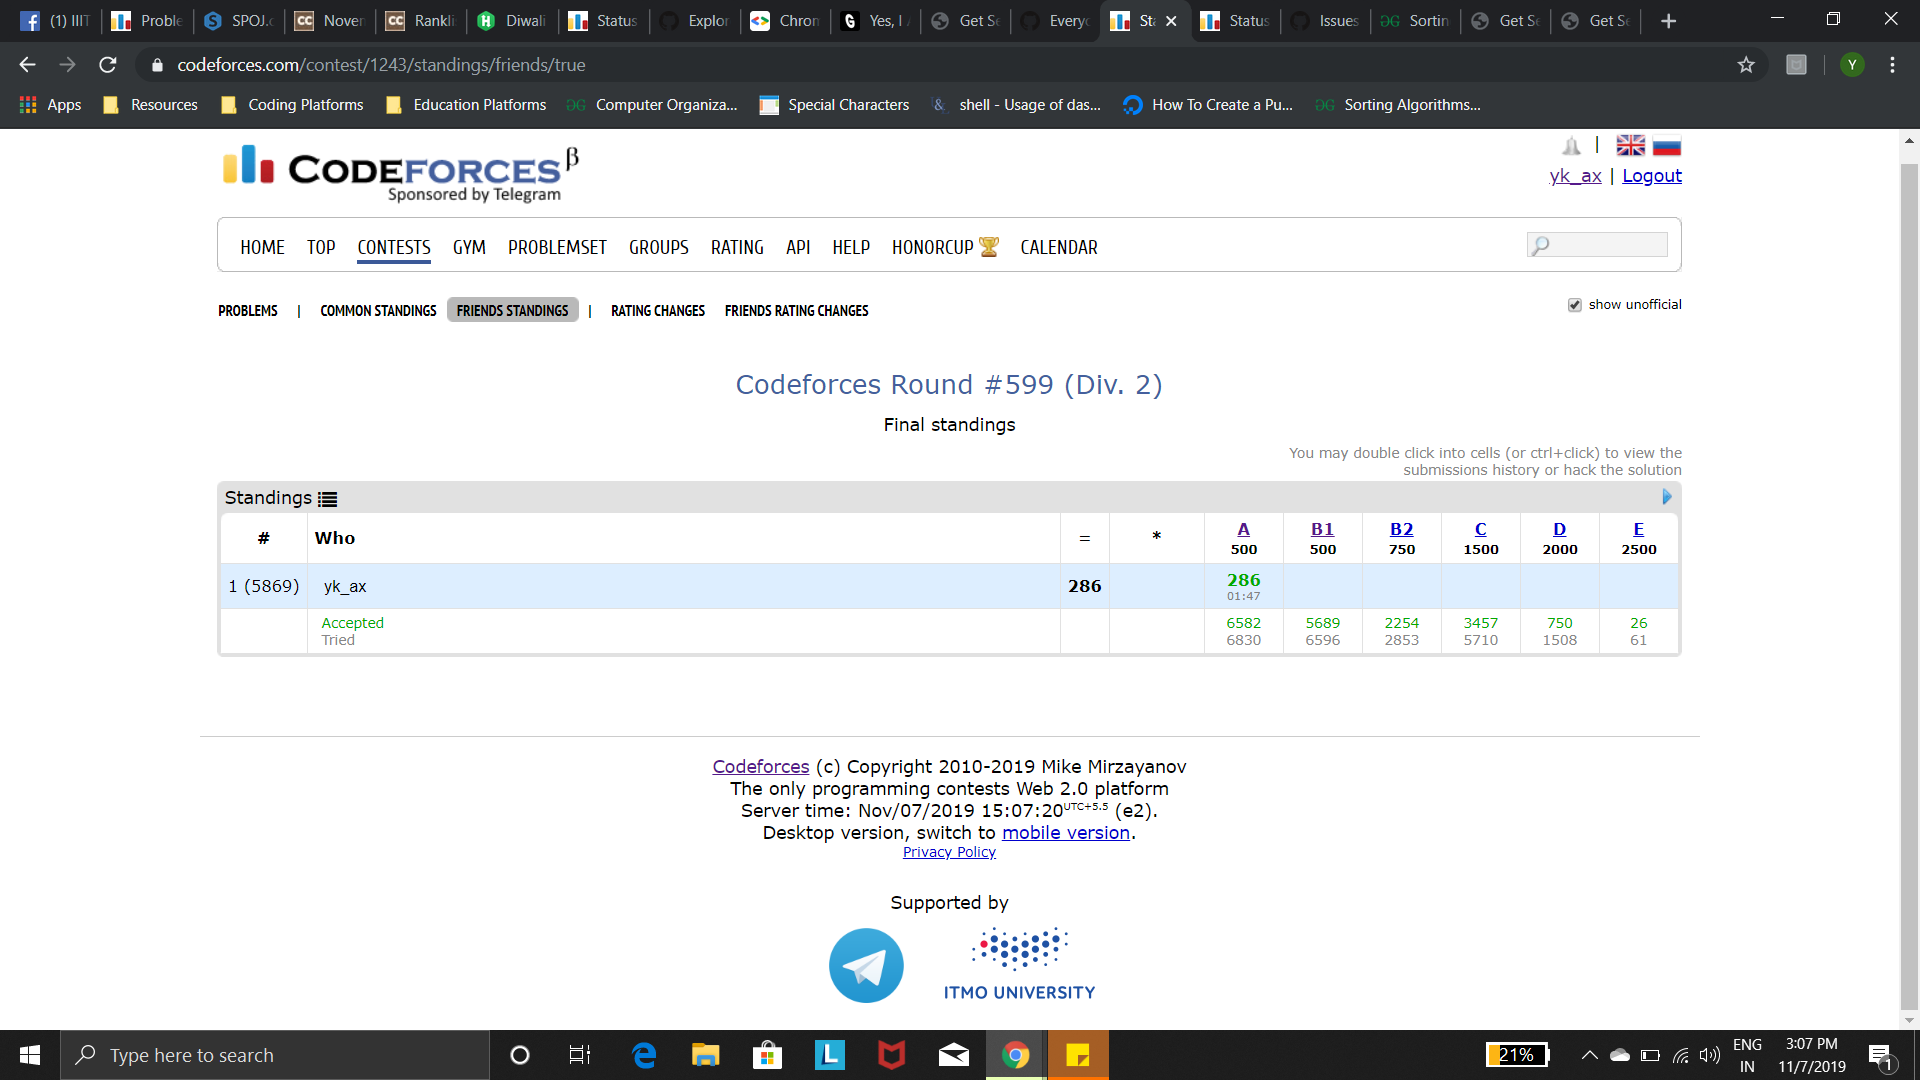 (1) IIIT
Proble
SPOJ.c
Noven
Rankli
Diwali
Status
Explor
Chrom
Yes, I A
Get Se
Everyo
Sta
Status
Issues
Sortin
Get Se
Get Se
codeforces.com/contest/1243/standings/friends/true
Y
Apps
Resources
Coding Platforms
Education Platforms
Computer Organiza...
Special Characters
shell - Usage of das...
How To Create a Pu...
Sorting Algorithms...
CODEFORCES β
Sponsored by Telegram
yk_ax | Logout
HOME TOP CONTESTS GYM PROBLEMSET GROUPS RATING API HELP HONORCUP CALENDAR
PROBLEMS | COMMON STANDINGS FRIENDS STANDINGS | RATING CHANGES FRIENDS RATING CHANGES
show unofficial
Codeforces Round #599 (Div. 2)
Final standings
You may double click into cells (or ctrl+click) to view the
submissions history or hack the solution
Standings
# Who = * A B1 B2 C D E
500 500 750 1500 2000 2500
1 (5869) yk_ax 286 286
01:47
Accepted 6582 5689 2254 3457 750 26
Tried 6830 6596 2853 5710 1508 61
Codeforces (c) Copyright 2010-2019 Mike Mirzayanov
The only programming contests Web 2.0 platform
Server time: Nov/07/2019 15:07:20UTC+5.5 (e2).
Desktop version, switch to mobile version.
Privacy Policy
Supported by
ITMO UNIVERSITY
Type here to search
21%
ENG
IN
3:07 PM
11/7/2019
1